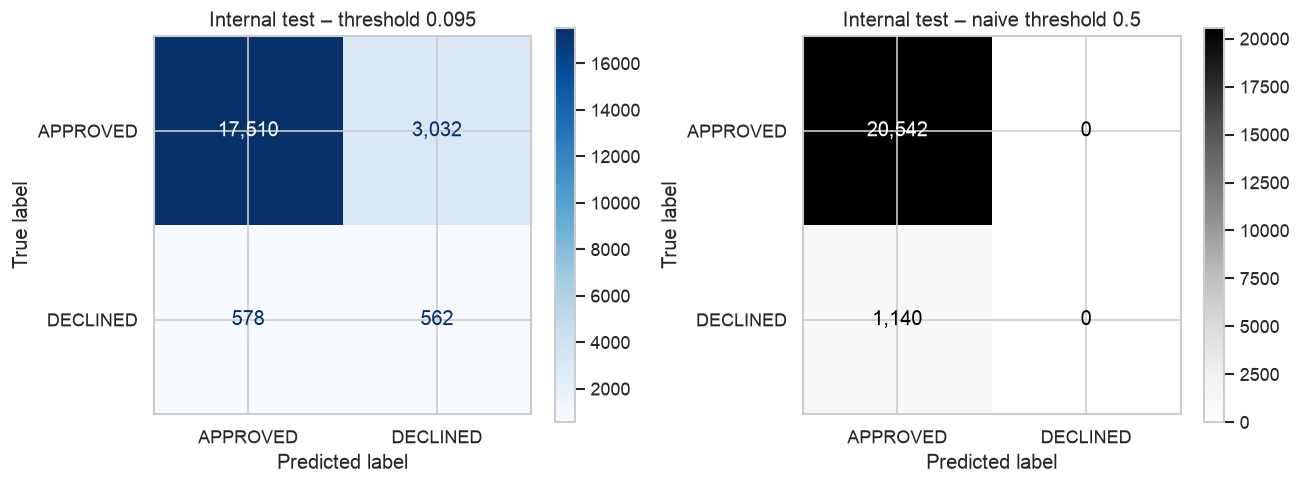 Internal test – threshold 0.095
True label
APPROVED
DECLINED
17,510
3,032
578
562
APPROVED
DECLINED
Predicted label
16000
14000
12000
10000
8000
6000
4000
2000
Internal test – naive threshold 0.5
True label
APPROVED
DECLINED
20,542
0
1,140
0
APPROVED
DECLINED
Predicted label
20000
17500
15000
12500
10000
7500
5000
2500
0